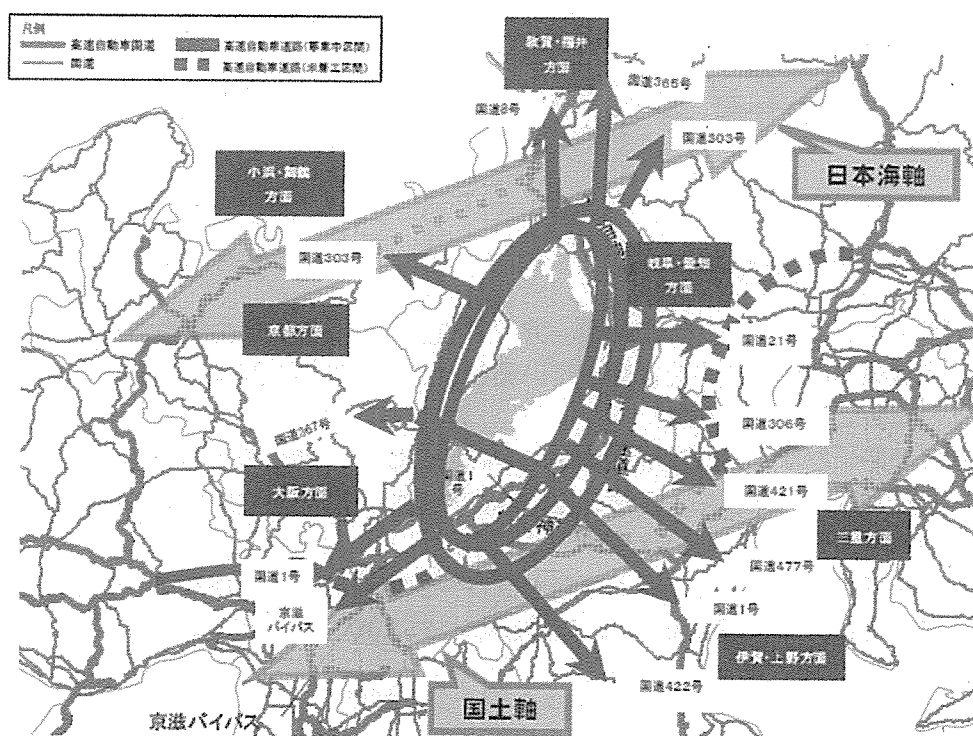 凡例
高速自動車国道
高速自動車道路(事業中区間)
国道
高速自動車道路(未着工区間)
敦賀・福井
方面
国道365号
国道8号
国道303号
日本海軸
小浜・舞鶴
方面
国道303号
岐阜・愛知
方面
京都方面
国道21号
国道367号
国道306号
大阪方面
国道1号
国道421号
三重方面
国道1号
国道477号
京滋
バイパス
国道1号
伊賀・上野方面
国道422号
国土軸
京滋バイパス